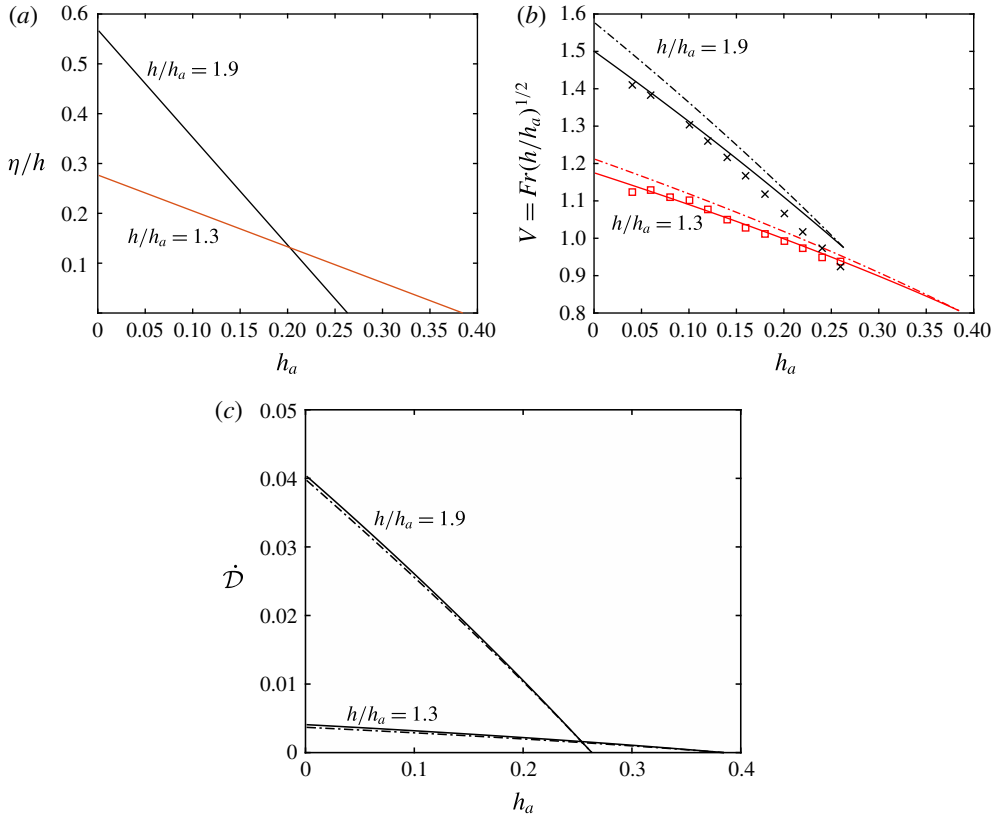 (a)
0.6
0.5
0.4
η/h 0.3
0.2
0.1
h/h_a = 1.9
h/h_a = 1.3
0 0.05 0.10 0.15 0.20 0.25 0.30 0.35 0.40
h_a
(b)
1.6
1.5
1.4
1.3
1.2
1.1
1.0
0.9
0.8
V = Fr(h/h_a)^{1/2}
h/h_a = 1.9
h/h_a = 1.3
0 0.05 0.10 0.15 0.20 0.25 0.30 0.35 0.40
h_a
(c)
0.05
0.04
0.03
𝒟̇
0.02
0.01
0
h/h_a = 1.9
h/h_a = 1.3
0 0.1 0.2 0.3 0.4
h_a